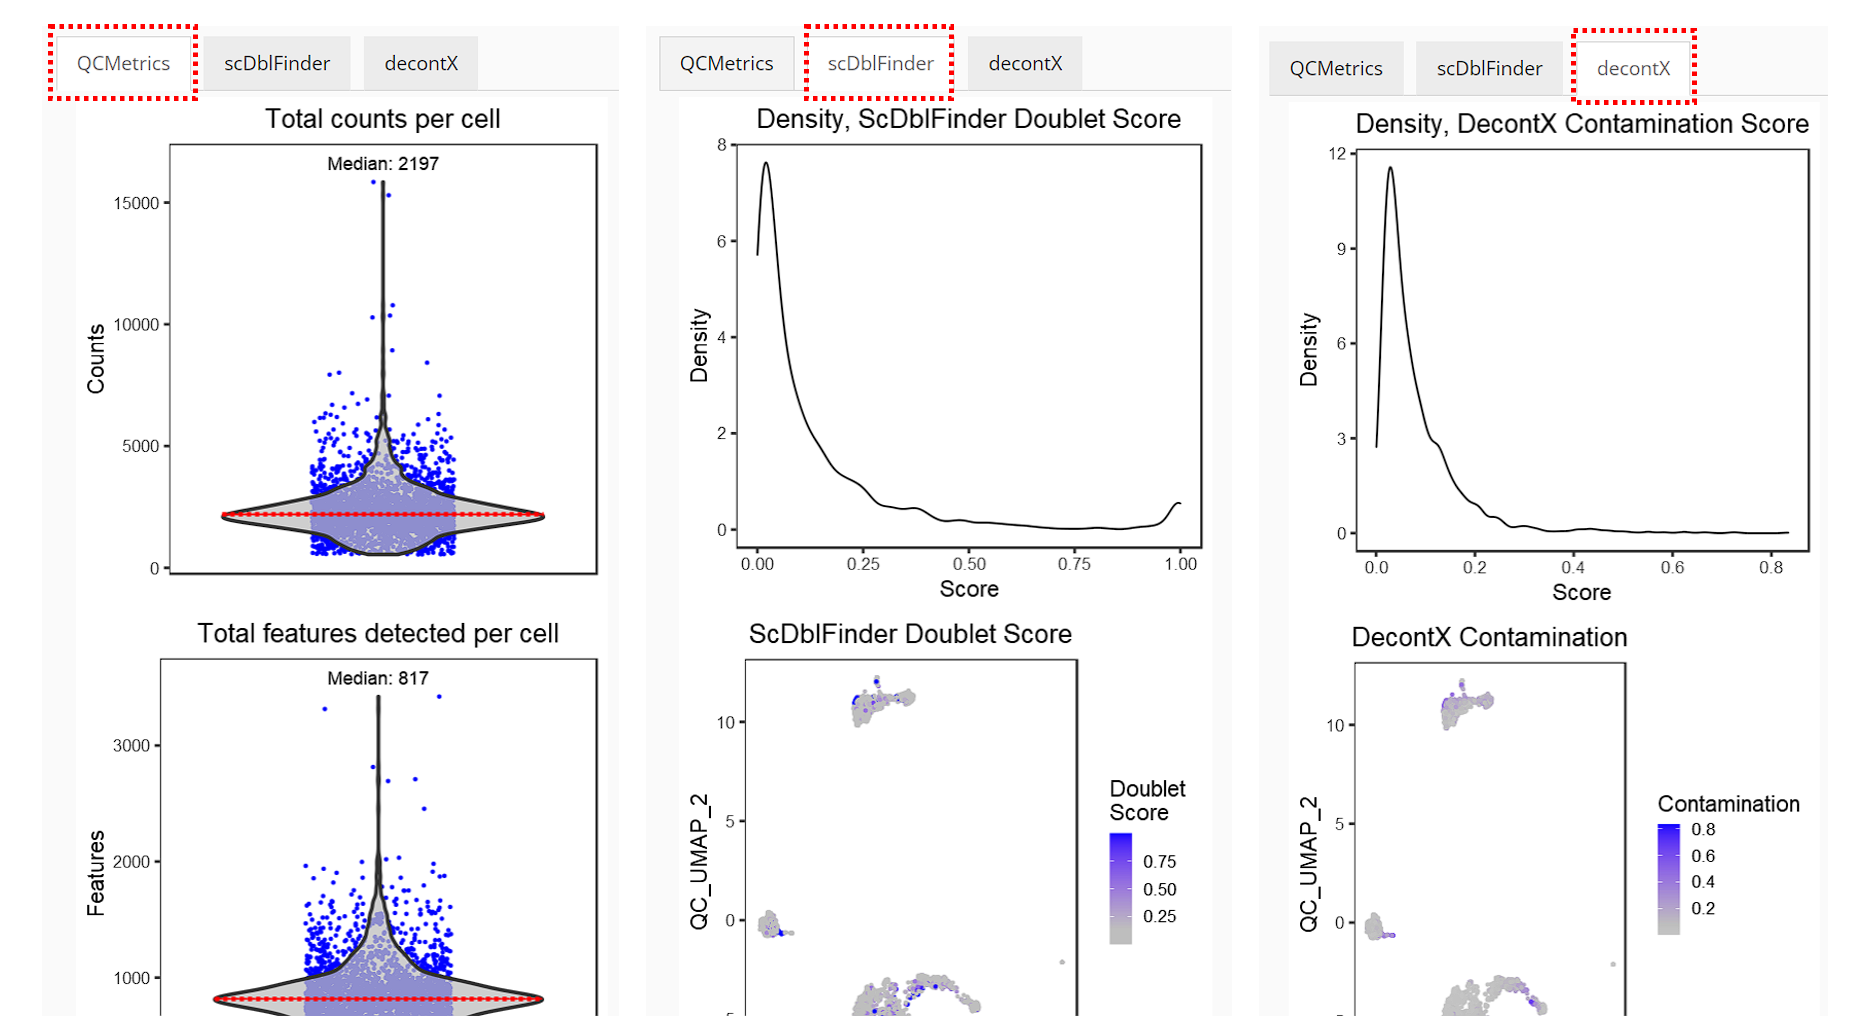 QCMetrics scDblFinder decontX
Total counts per cell
Median: 2197
15000
10000
5000
0
Counts
Total features detected per cell
Median: 817
3000
2000
1000
Features
QCMetrics scDblFinder decontX
Density, ScDblFinder Doublet Score
8
6
4
2
0
Density
0.00 0.25 0.50 0.75 1.00
Score
ScDblFinder Doublet Score
10
5
0
QC_UMAP_2
Doublet
Score
0.75
0.50
0.25
QCMetrics scDblFinder decontX
Density, DecontX Contamination Score
12
9
6
3
0
Density
0.0 0.2 0.4 0.6 0.8
Score
DecontX Contamination
10
5
0
QC_UMAP_2
Contamination
0.8
0.6
0.4
0.2